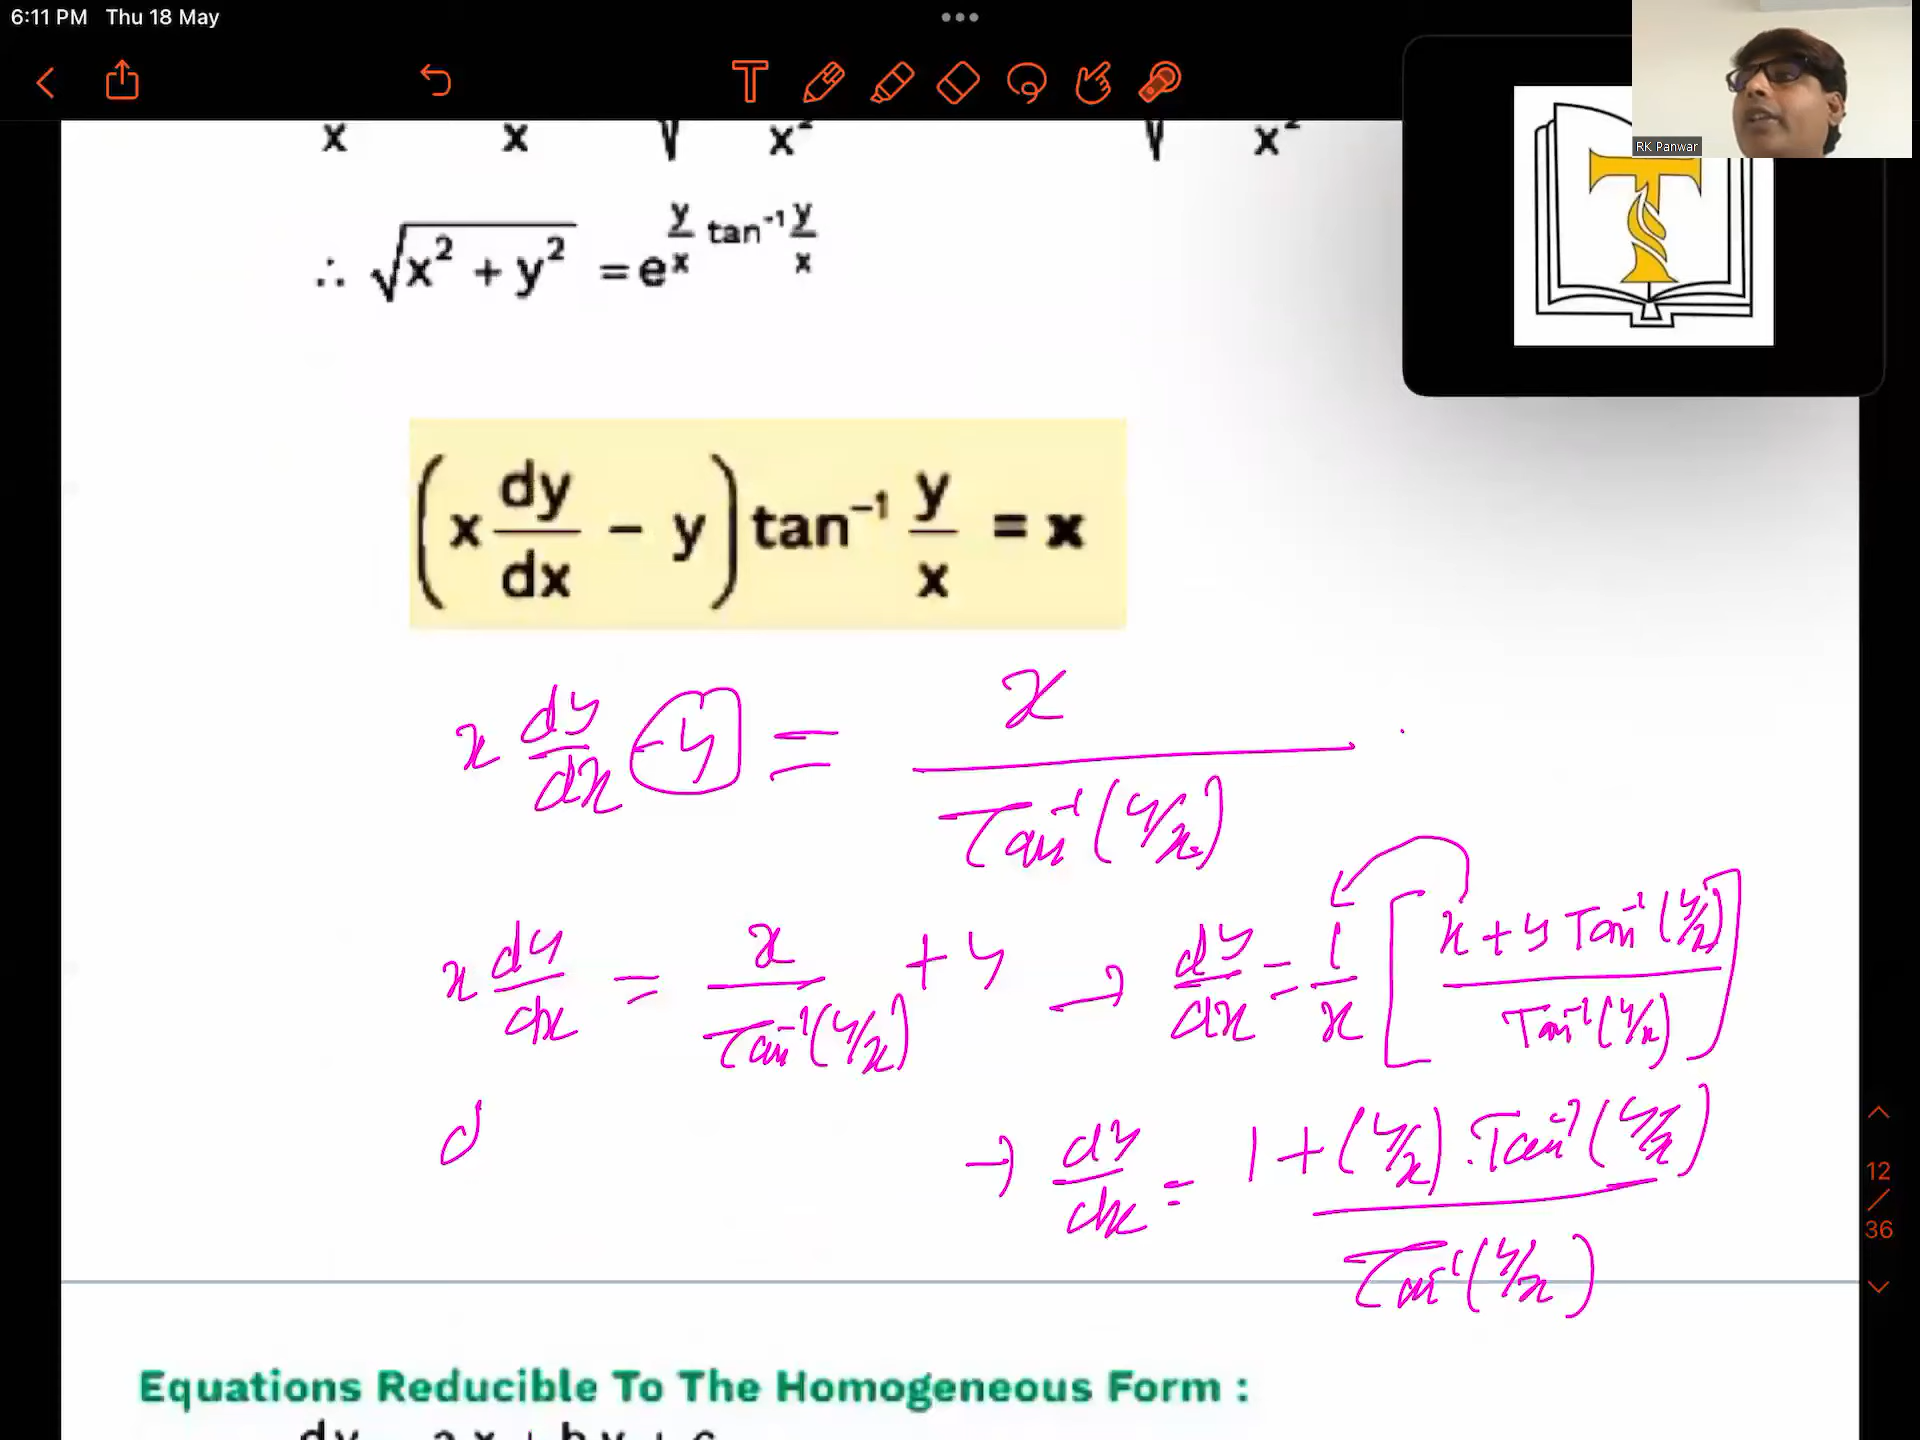 6:11 PM Thu 18 May
RK Panwar
x x √ x² √ x²
∴ √(x² + y²) = e^(y/x tan⁻¹ y/x)
(x dy/dx − y) tan⁻¹ y/x = x
x dy/dx −y = x / Tan⁻¹(y/x)
x dy/dx = x / Tan⁻¹(y/x) + y → dy/dx = 1/x [ (x + y Tan⁻¹(y/x)) / Tan⁻¹(y/x) ]
d
→ dy/dx = (1 + (y/x) . Tan⁻¹(y/x)) / Tan⁻¹(y/x)
12
/
36
Equations Reducible To The Homogeneous Form :